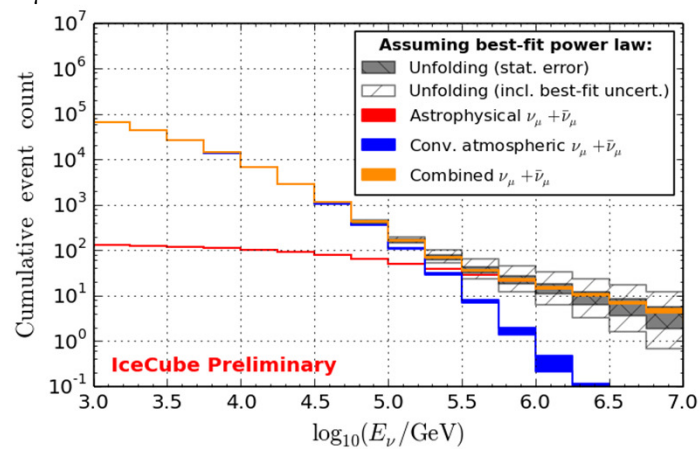 10^7
10^6
10^5
10^4
10^3
10^2
10^1
10^0
10^-1
Cumulative event count
Assuming best-fit power law:
Unfolding (stat. error)
Unfolding (incl. best-fit uncert.)
Astrophysical ν_μ + ν̄_μ
Conv. atmospheric ν_μ + ν̄_μ
Combined ν_μ + ν̄_μ
IceCube Preliminary
3.0 3.5 4.0 4.5 5.0 5.5 6.0 6.5 7.0
log₁₀(E_ν/GeV)